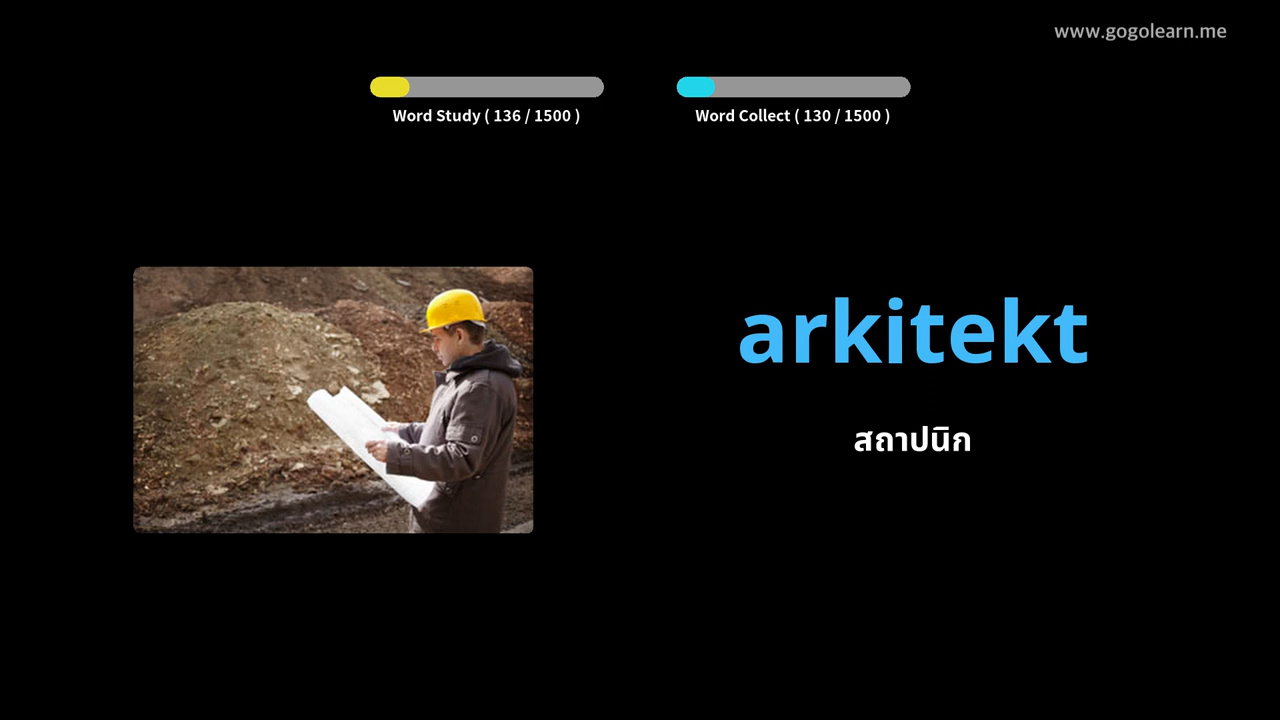 www.gogolearn.me
Word Study ( 136 / 1500 )
Word Collect ( 130 / 1500 )
arkitekt
สถาปนิก